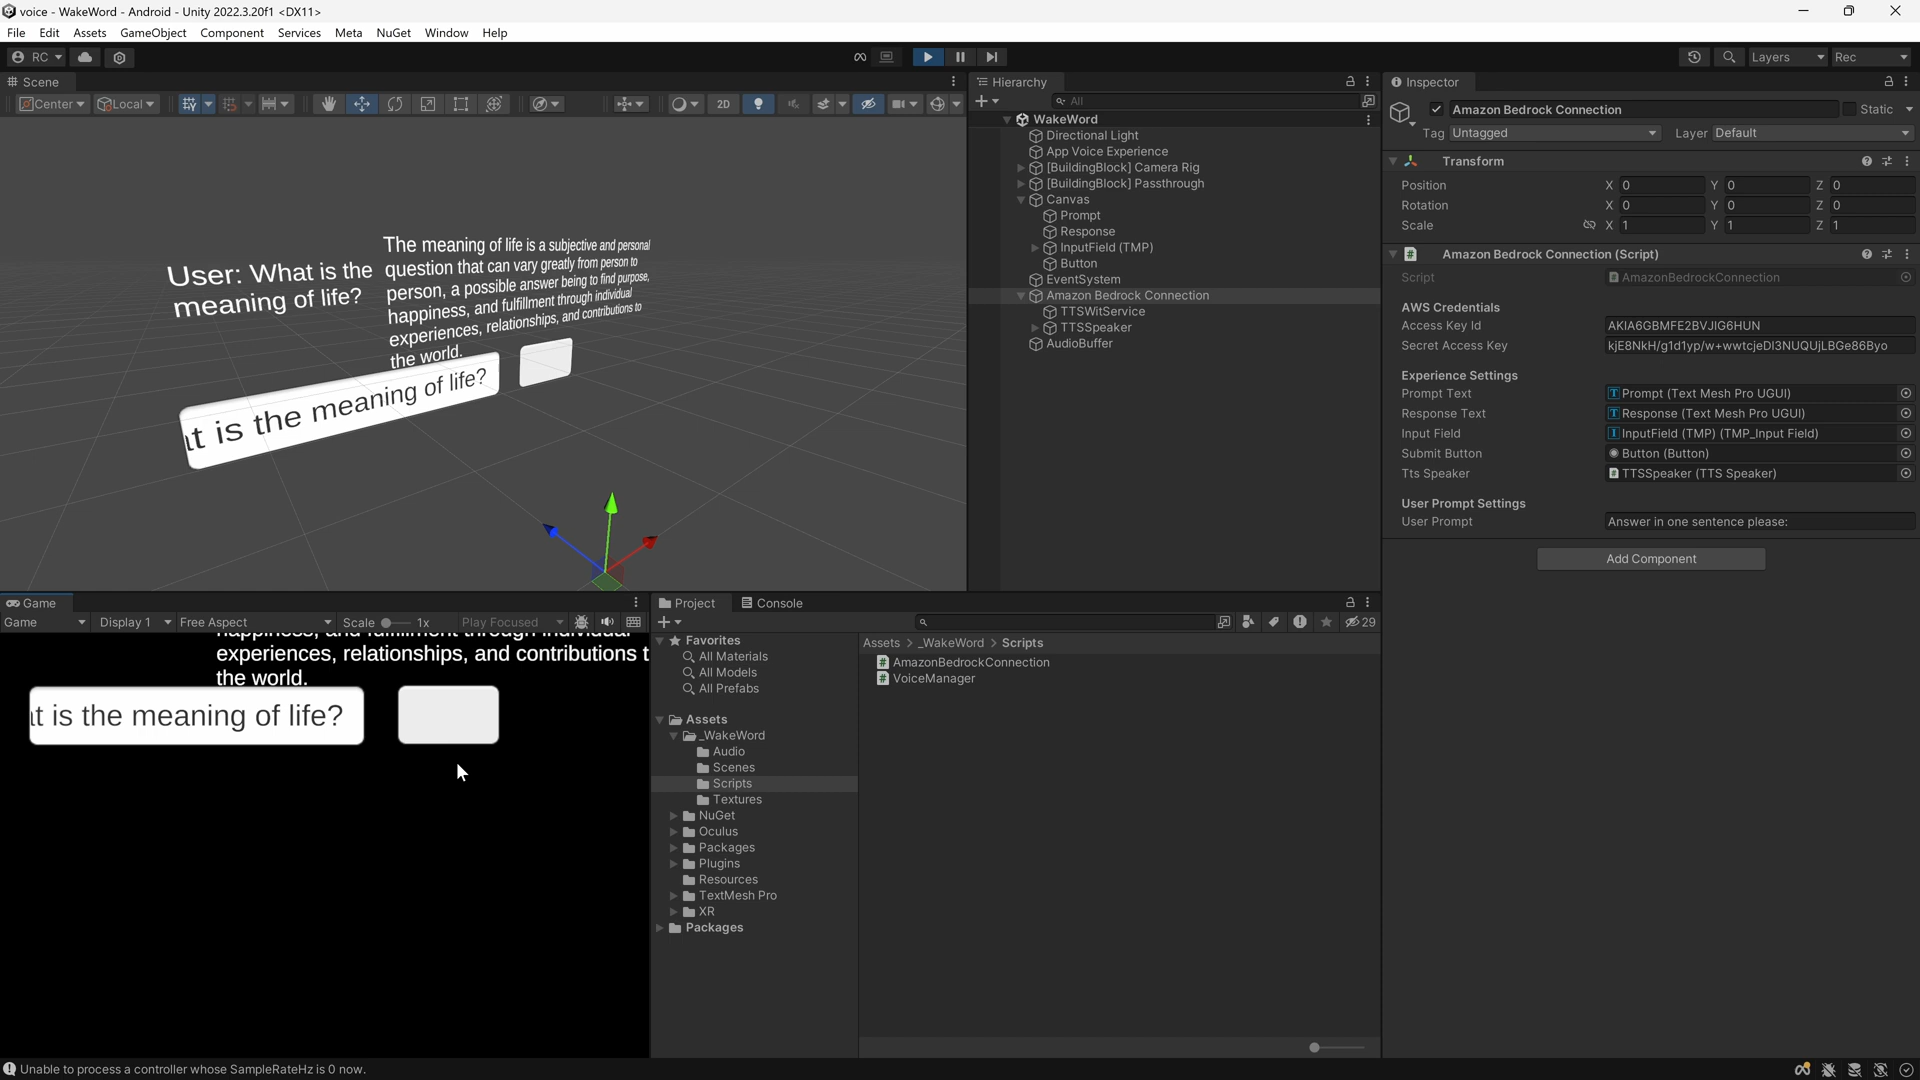 voice - WakeWord - Android - Unity 2022.3.20f1 <DX11>
File Edit Assets GameObject Component Services Meta NuGet Window Help
RC
Layers
Rec
Scene
Center
Local
2D
User: What is the
meaning of life?
The meaning of life is a subjective and personal
question that can vary greatly from person to
person, a possible answer being to find purpose,
happiness, and fulfillment through individual
experiences, relationships, and contributions to
the world.
at is the meaning of life?
Hierarchy
All
WakeWord
Directional Light
App Voice Experience
[BuildingBlock] Camera Rig
[BuildingBlock] Passthrough
Canvas
Prompt
Response
InputField (TMP)
Button
EventSystem
Amazon Bedrock Connection
TTSWitService
TTSSpeaker
AudioBuffer
Inspector
Amazon Bedrock Connection
Static
Tag Untagged
Layer Default
Transform
Position X 0 Y 0 Z 0
Rotation X 0 Y 0 Z 0
Scale X 1 Y 1 Z 1
Amazon Bedrock Connection (Script)
Script AmazonBedrockConnection
AWS Credentials
Access Key Id AKIA6GBMFE2BVJIG6HUN
Secret Access Key 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
Experience Settings
Prompt Text Prompt (Text Mesh Pro UGUI)
Response Text Response (Text Mesh Pro UGUI)
Input Field InputField (TMP) (TMP_Input Field)
Submit Button Button (Button)
Tts Speaker TTSSpeaker (TTS Speaker)
User Prompt Settings
User Prompt Answer in one sentence please:
Add Component
Game
Game Display 1 Free Aspect Scale 1x Play Focused
happiness, and fulfillment through individual
experiences, relationships, and contributions t
the world.
at is the meaning of life?
Project
Console
29
Favorites
All Materials
All Models
All Prefabs
Assets
_WakeWord
Audio
Scenes
Scripts
Textures
NuGet
Oculus
Packages
Plugins
Resources
TextMesh Pro
XR
Packages
Assets > _WakeWord > Scripts
AmazonBedrockConnection
VoiceManager
Unable to process a controller whose SampleRateHz is 0 now.